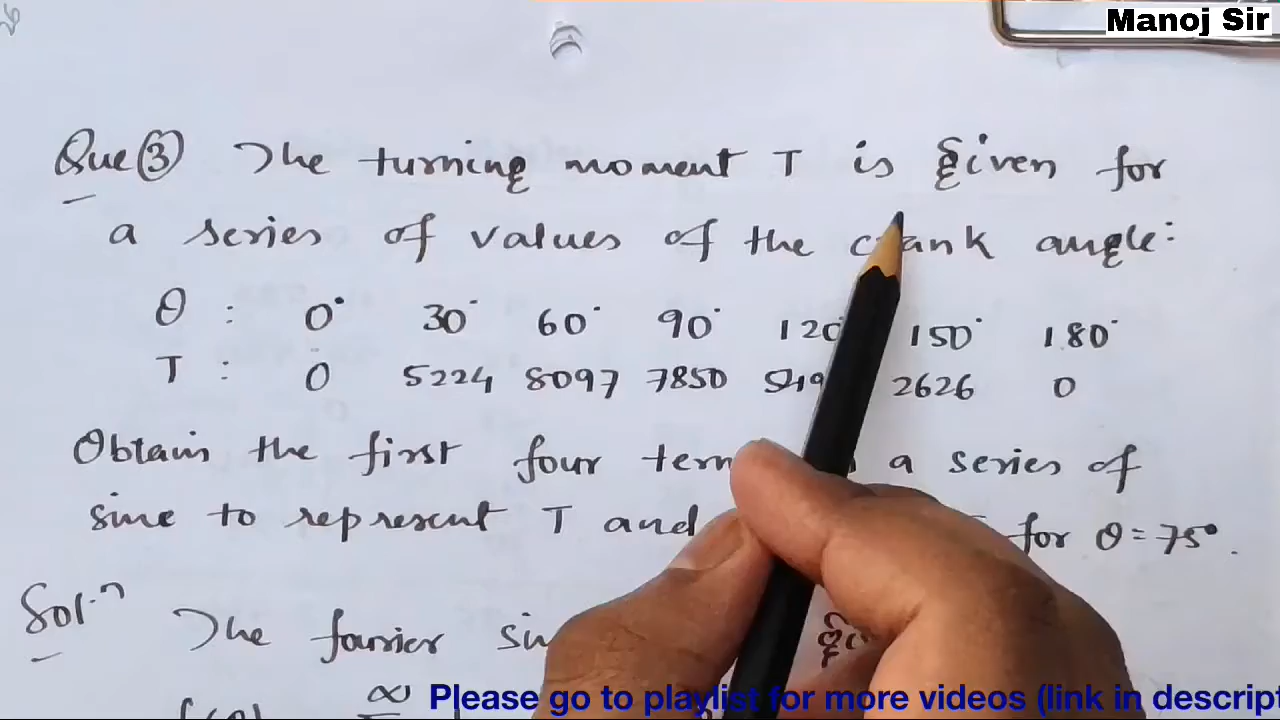 Manoj Sir
Que (3) The turning moment T is given for
a series of values of the crank angle:
θ : 0° 30° 60° 90° 120 150° 180°
T : 0 5224 8097 7850 2626 0
Obtain the first four a series of
sine to represent T and for θ = 75°.
Sol.ⁿ The fourier
∞
Please go to playlist for more videos (link in descript